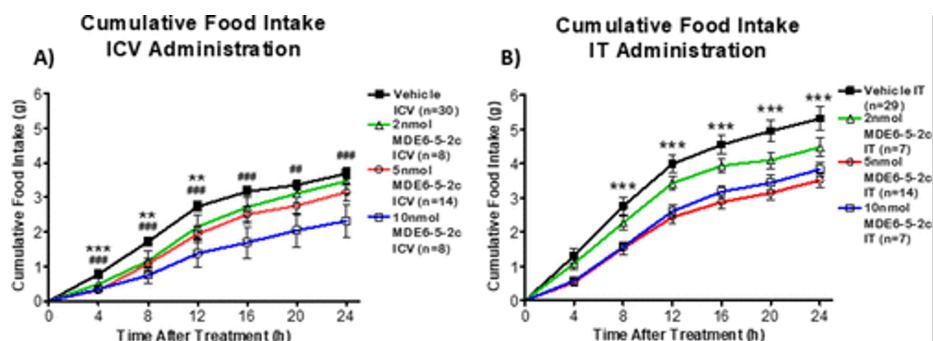 Cumulative Food Intake
ICV Administration
A)
Cumulative Food Intake (g)
6
5
4
3
2
1
0
***
###
**
###
**
###
###
##
###
0 4 8 12 16 20 24
Time After Treatment (h)
Vehicle
ICV (n=30)
2nmol
MDE6-5-2c
ICV (n=8)
5nmol
MDE6-5-2c
ICV (n=14)
10nmol
MDE6-5-2c
ICV (n=8)
Cumulative Food Intake
IT Administration
B)
Cumulative Food Intake (g)
6
5
4
3
2
1
0
***
***
***
***
***
0 4 8 12 16 20 24
Time After Treatment (h)
Vehicle IT
(n=29)
2nmol
MDE6-5-2c
IT (n=7)
5nmol
MDE6-5-2c
IT (n=14)
10nmol
MDE6-5-2c
IT (n=7)